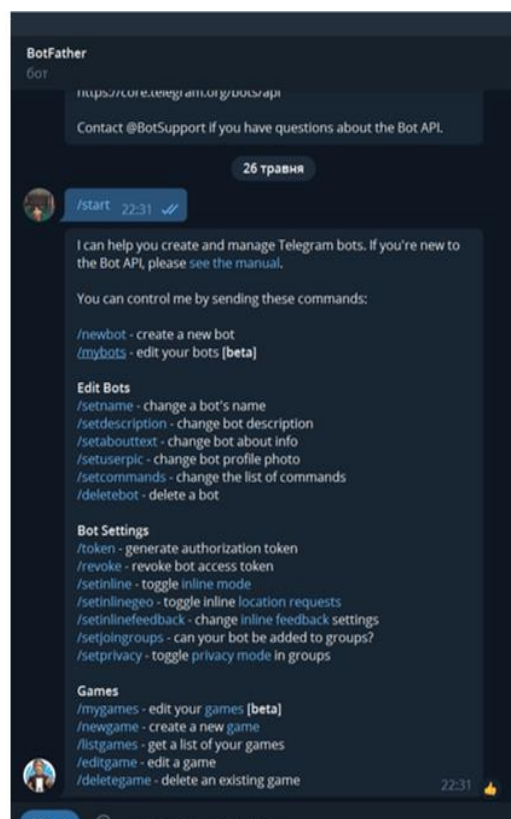 BotFather
бот
https://core.telegram.org/bots/api
Contact @BotSupport if you have questions about the Bot API.
26 травня
/start 22:31
I can help you create and manage Telegram bots. If you're new to
the Bot API, please see the manual.
You can control me by sending these commands:
/newbot - create a new bot
/mybots - edit your bots [beta]
Edit Bots
/setname - change a bot's name
/setdescription - change bot description
/setabouttext - change bot about info
/setuserpic - change bot profile photo
/setcommands - change the list of commands
/deletebot - delete a bot
Bot Settings
/token - generate authorization token
/revoke - revoke bot access token
/setinline - toggle inline mode
/setinlinegeo - toggle inline location requests
/setinlinefeedback - change inline feedback settings
/setjoingroups - can your bot be added to groups?
/setprivacy - toggle privacy mode in groups
Games
/mygames - edit your games [beta]
/newgame - create a new game
/listgames - get a list of your games
/editgame - edit a game
/deletegame - delete an existing game
22:31